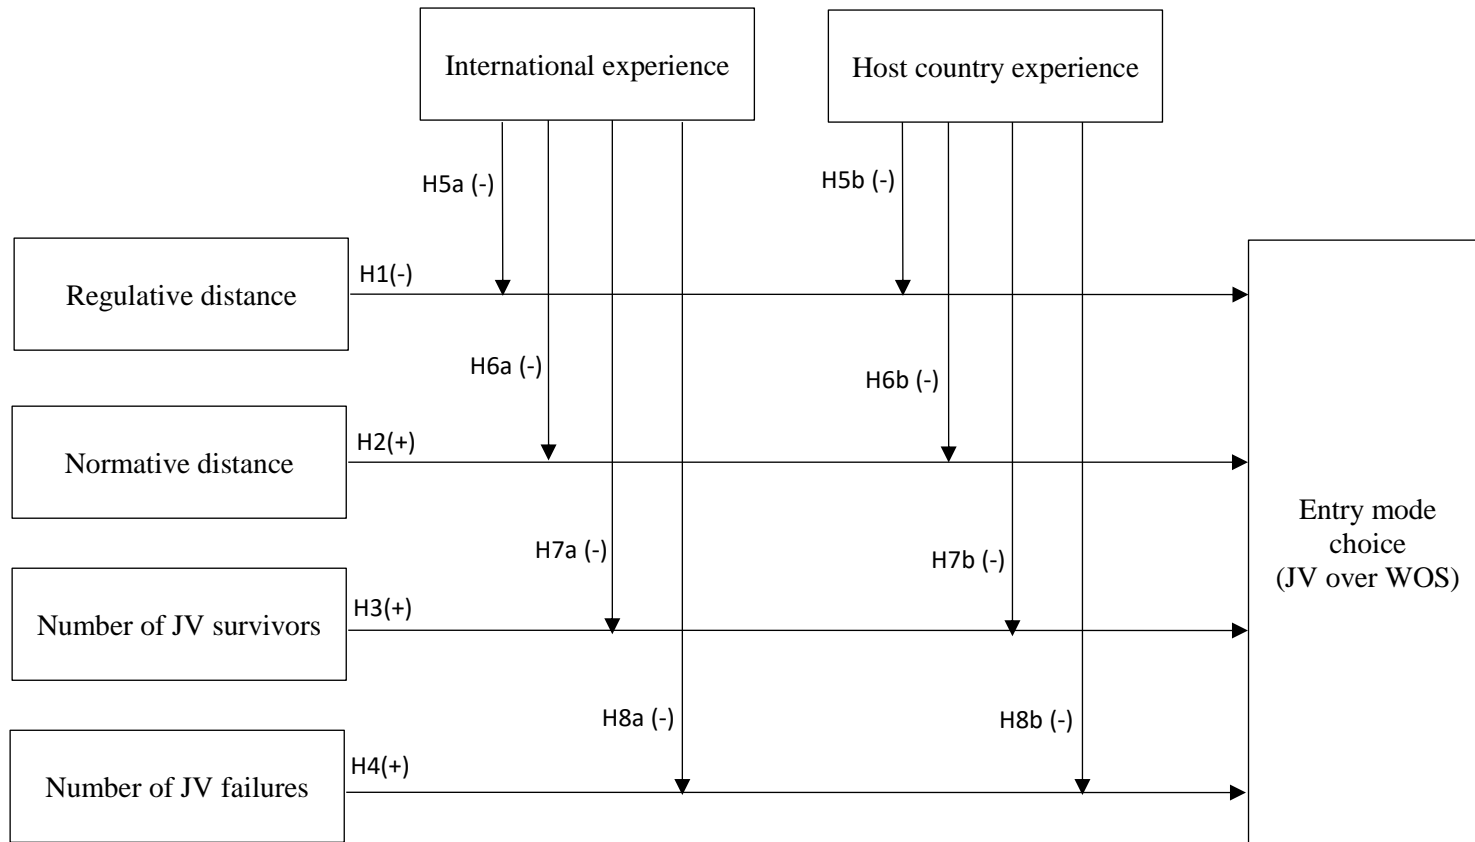 International experience
Host country experience
H5a (-)
H5b (-)
Regulative distance
H1(-)
H6a (-)
H6b (-)
Normative distance
H2(+)
Entry mode
choice
(JV over WOS)
H7a (-)
H7b (-)
Number of JV survivors
H3(+)
H8a (-)
H8b (-)
Number of JV failures
H4(+)